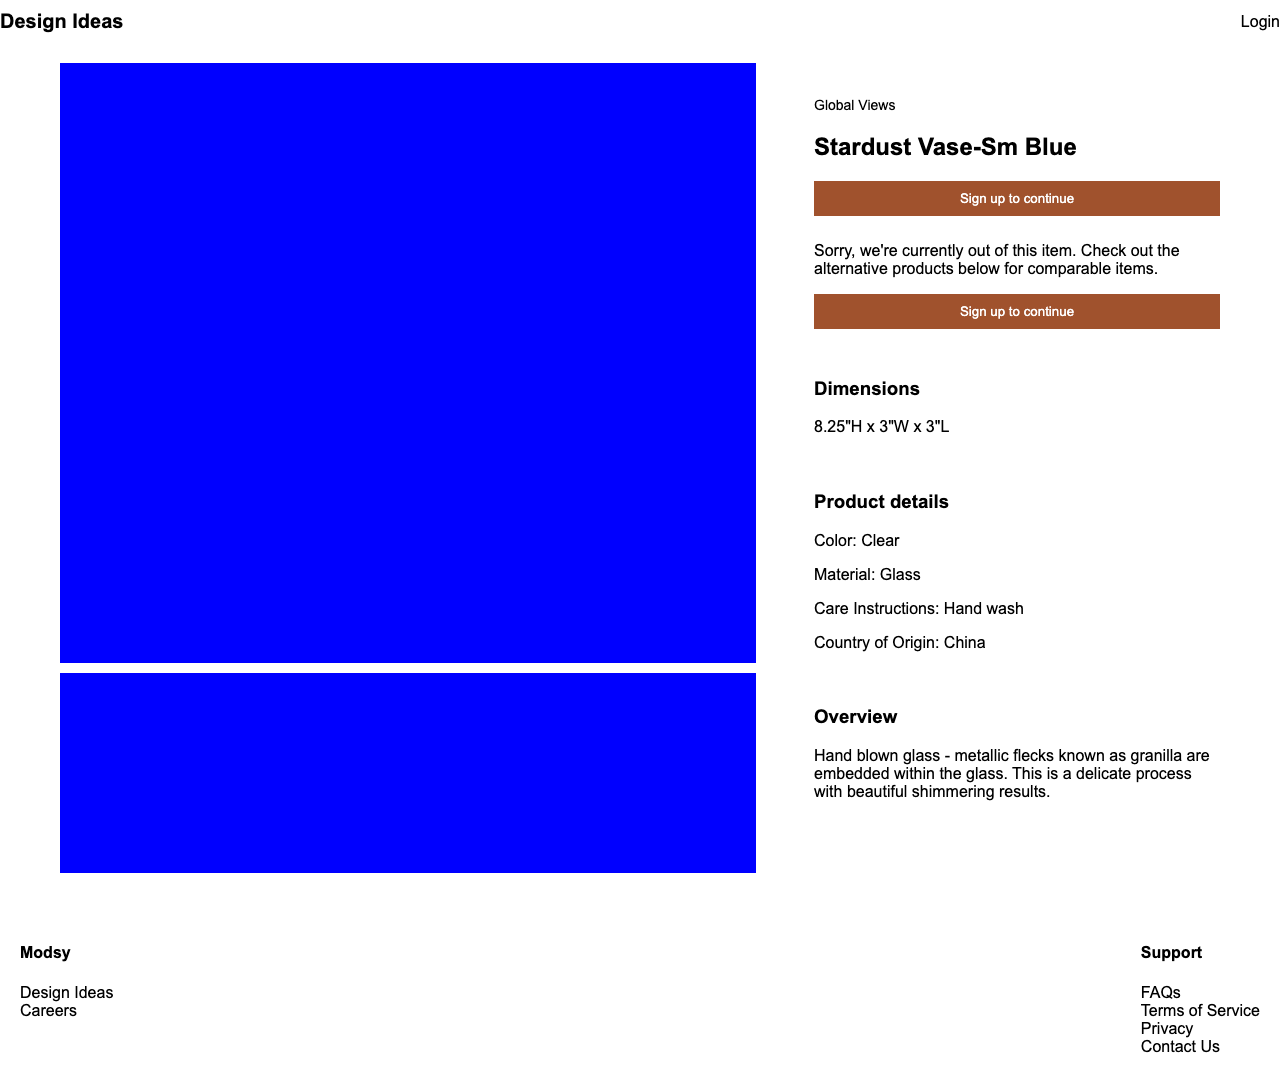 Design Ideas
Login
Global Views
Stardust Vase-Sm Blue
Sign up to continue
Sorry, we're currently out of this item. Check out the
alternative products below for comparable items.
Sign up to continue
Dimensions
8.25"H x 3"W x 3"L
Product details
Color: Clear
Material: Glass
Care Instructions: Hand wash
Country of Origin: China
Overview
Hand blown glass - metallic flecks known as granilla are
embedded within the glass. This is a delicate process
with beautiful shimmering results.
Modsy
Design Ideas
Careers
Support
FAQs
Terms of Service
Privacy
Contact Us